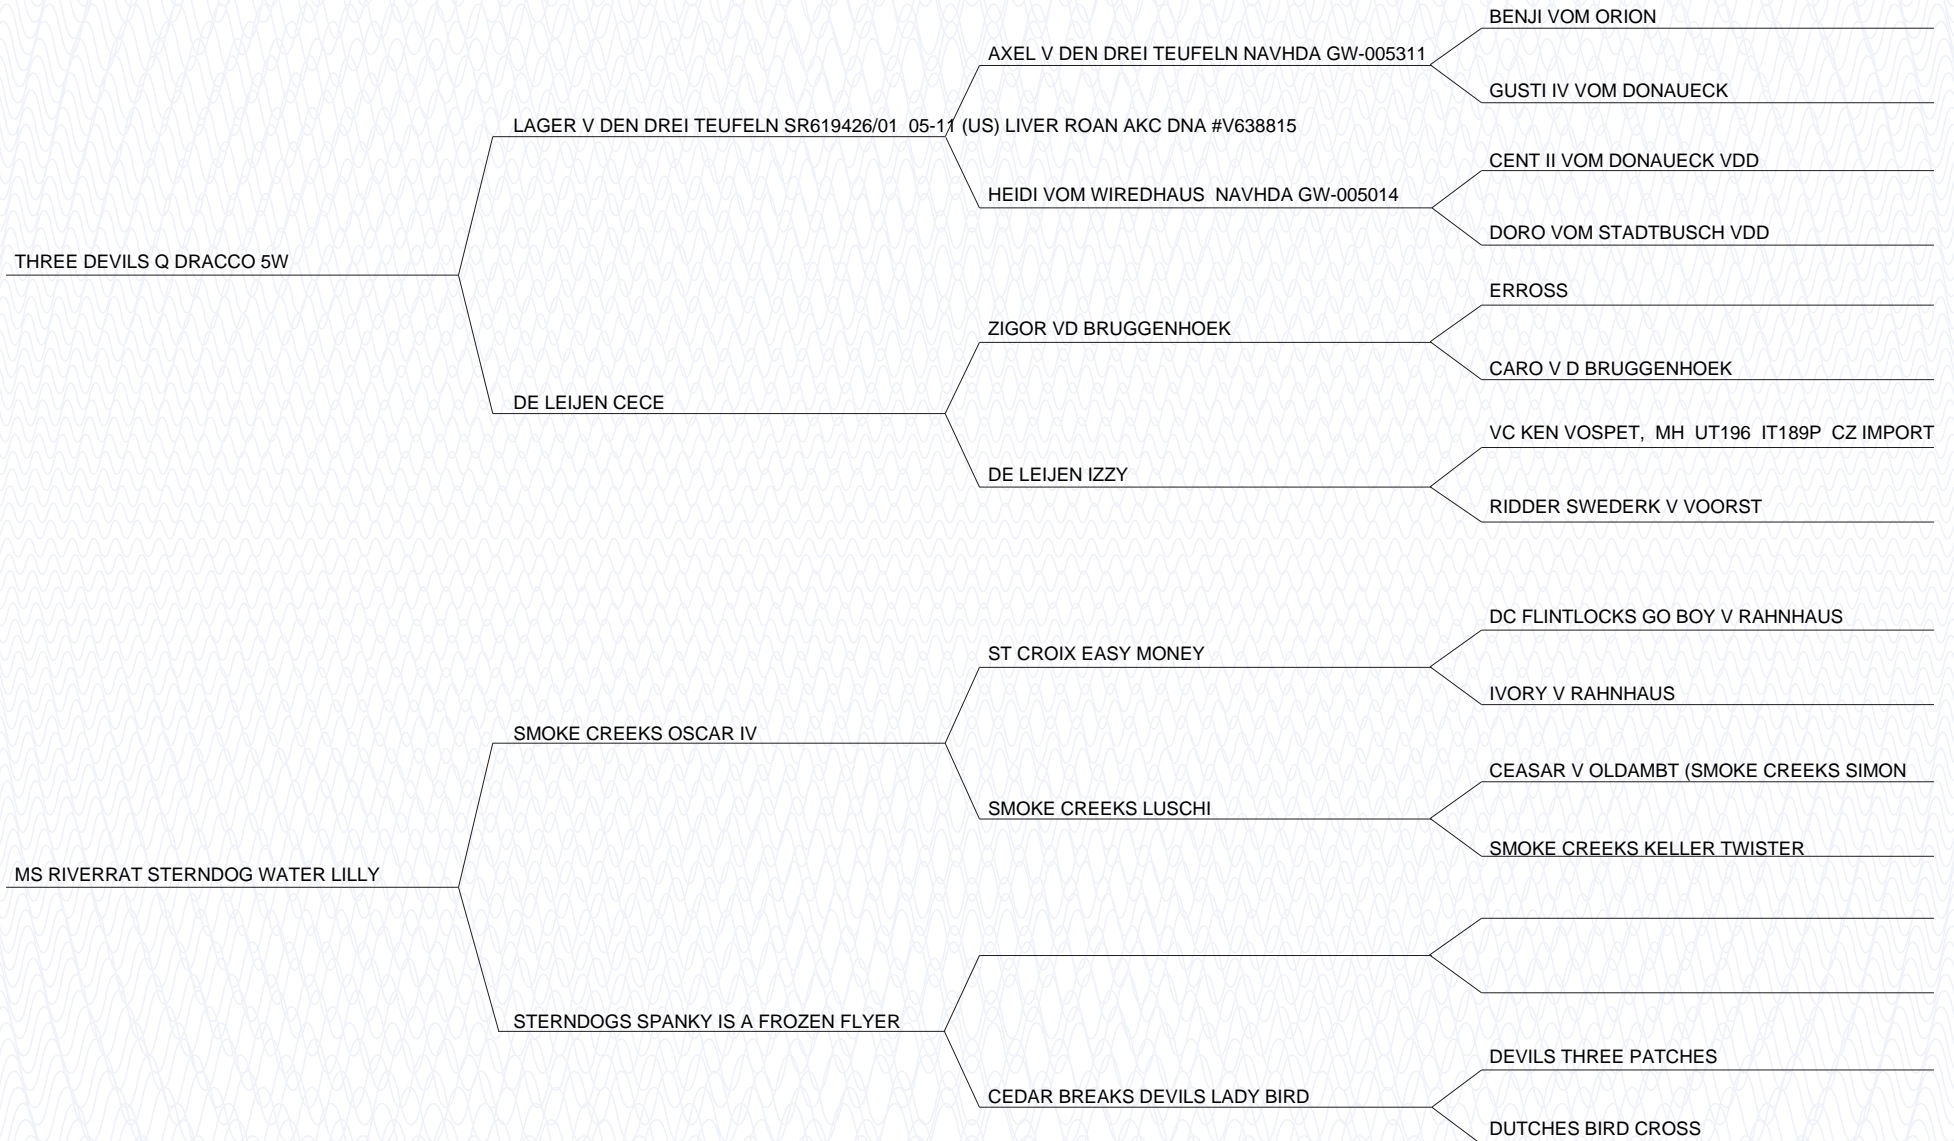 BENJI VOM ORION
AXEL V DEN DREI TEUFELN NAVHDA GW-005311
GUSTI IV VOM DONAUECK
LAGER V DEN DREI TEUFELN SR619426/01  05-11 (US) LIVER ROAN AKC DNA #V638815
CENT II VOM DONAUECK VDD
HEIDI VOM WIREDHAUS  NAVHDA GW-005014
DORO VOM STADTBUSCH VDD
THREE DEVILS Q DRACCO 5W
ERROSS
ZIGOR VD BRUGGENHOEK
CARO V D BRUGGENHOEK
DE LEIJEN CECE
VC KEN VOSPET,  MH  UT196  IT189P  CZ IMPORT
DE LEIJEN IZZY
RIDDER SWEDERK V VOORST
DC FLINTLOCKS GO BOY V RAHNHAUS
ST CROIX EASY MONEY
IVORY V RAHNHAUS
SMOKE CREEKS OSCAR IV
CEASAR V OLDAMBT (SMOKE CREEKS SIMON
SMOKE CREEKS LUSCHI
SMOKE CREEKS KELLER TWISTER
MS RIVERRAT STERNDOG WATER LILLY
STERNDOGS SPANKY IS A FROZEN FLYER
DEVILS THREE PATCHES
CEDAR BREAKS DEVILS LADY BIRD
DUTCHES BIRD CROSS